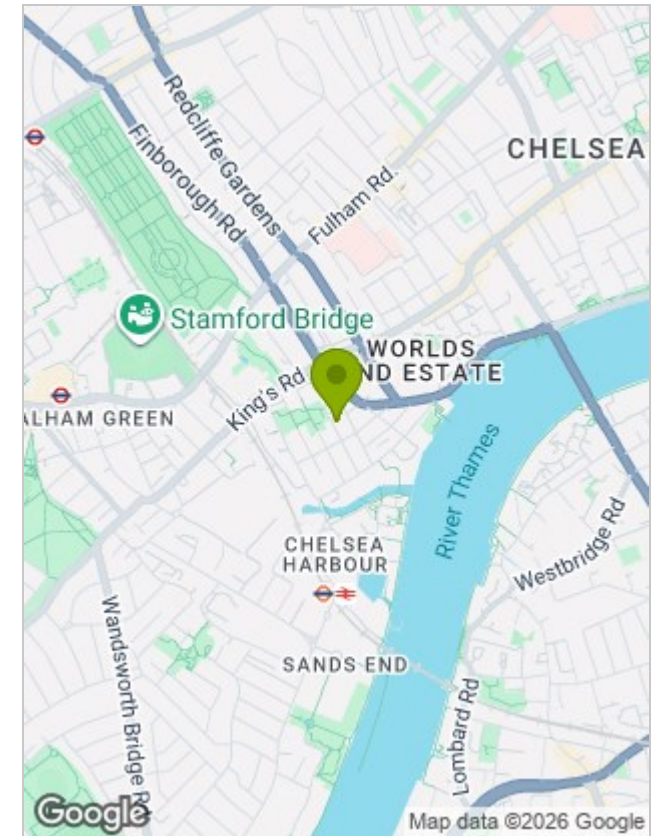 CHELSEA
Redcliffe Gardens
Finborough Rd
Fulham Rd.
Stamford Bridge
WORLDS
ND ESTATE
King's Rd
ALHAM GREEN
River Thames
CHELSEA
HARBOUR
Westbridge Rd
SANDS END
Wandsworth Bridge R
Lombard Rd
Google
Map data ©2026 Google